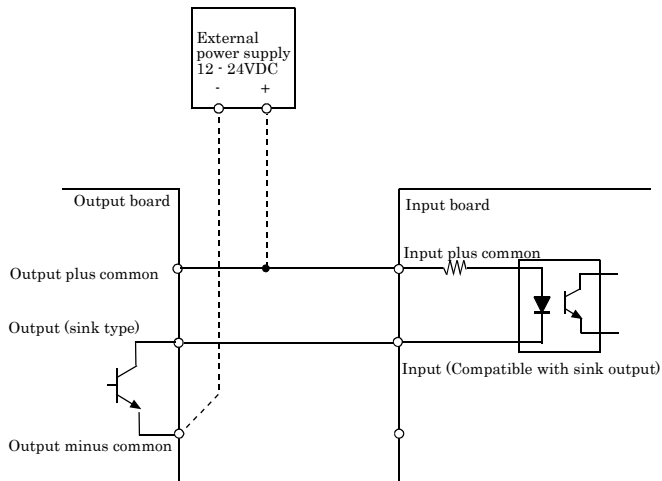 External
power supply
12 - 24VDC
- +
Output board
Input board
Input plus common
Output plus common
Output (sink type)
Input (Compatible with sink output)
Output minus common